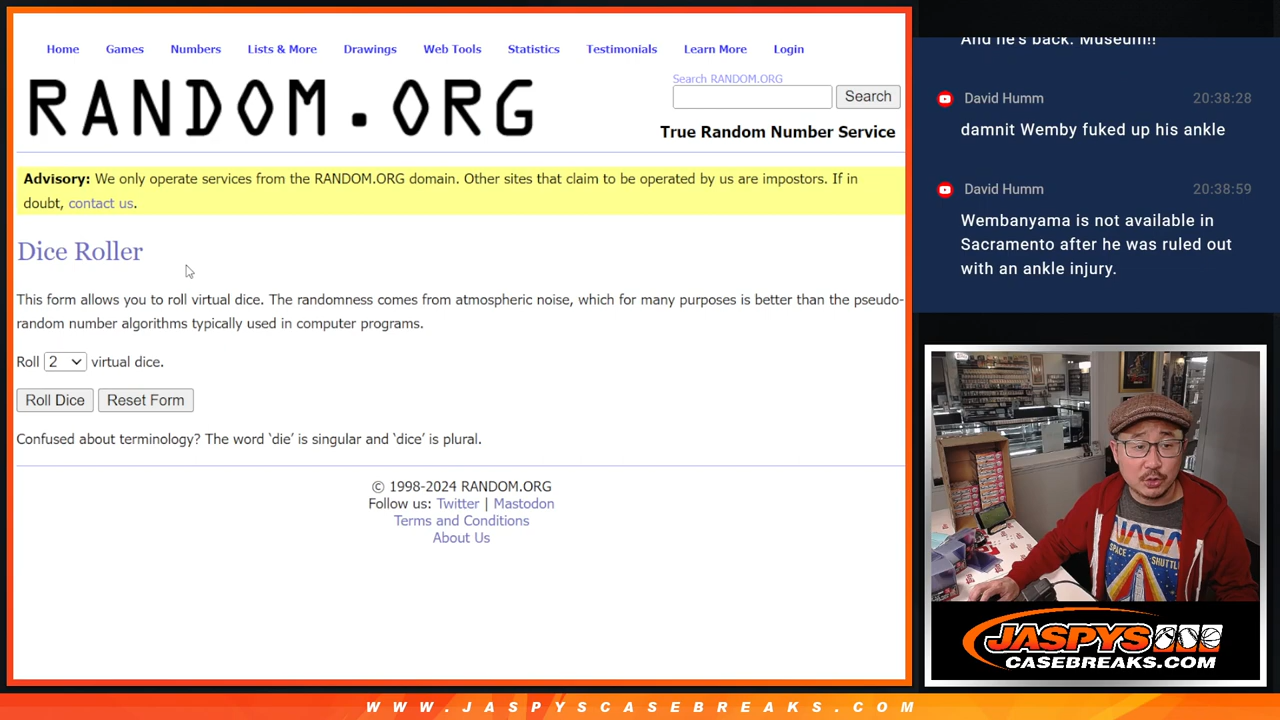 Home Games Numbers Lists & More Drawings Web Tools Statistics Testimonials Learn More Login
RANDOM.ORG
Search RANDOM.ORG
Search
True Random Number Service
Advisory: We only operate services from the RANDOM.ORG domain. Other sites that claim to be operated by us are impostors. If in
doubt, contact us.
Dice Roller
This form allows you to roll virtual dice. The randomness comes from atmospheric noise, which for many purposes is better than the pseudo-
random number algorithms typically used in computer programs.
Roll 2 virtual dice.
Roll Dice Reset Form
Confused about terminology? The word ‘die’ is singular and ‘dice’ is plural.
© 1998-2024 RANDOM.ORG
Follow us: Twitter | Mastodon
Terms and Conditions
About Us
And he's back. Museum!!
David Humm 20:38:28
damnit Wemby fuked up his ankle
David Humm 20:38:59
Wembanyama is not available in
Sacramento after he was ruled out
with an ankle injury.
NASA
SPACE SHUTTLE
JASPYS
CASEBREAKS.COM
WWW.JASPYSCASEBREAKS.COM